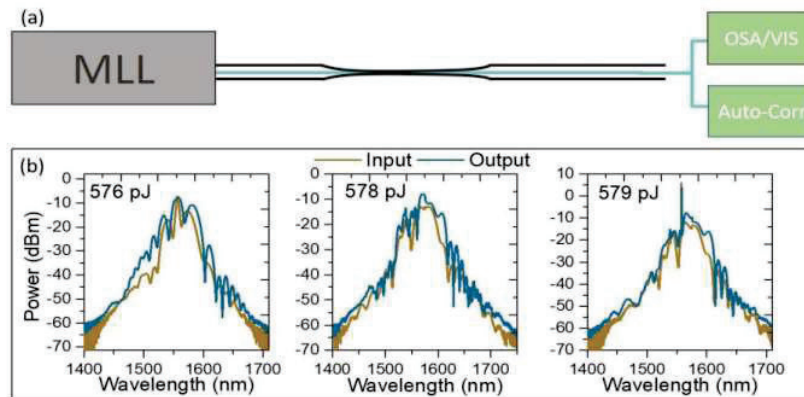 (a)
MLL
OSA/VIS
Auto-Corr
(b)
Input Output
576 pJ
578 pJ
579 pJ
0
-10
-20
-30
-40
-50
-60
-70
0
-10
-20
-30
-40
-50
-60
-70
10
0
-10
-20
-30
-40
-50
-60
-70
Power (dBm)
1400 1500 1600 1700
1400 1500 1600 1700
1400 1500 1600 1700
Wavelength (nm)
Wavelength (nm)
Wavelength (nm)